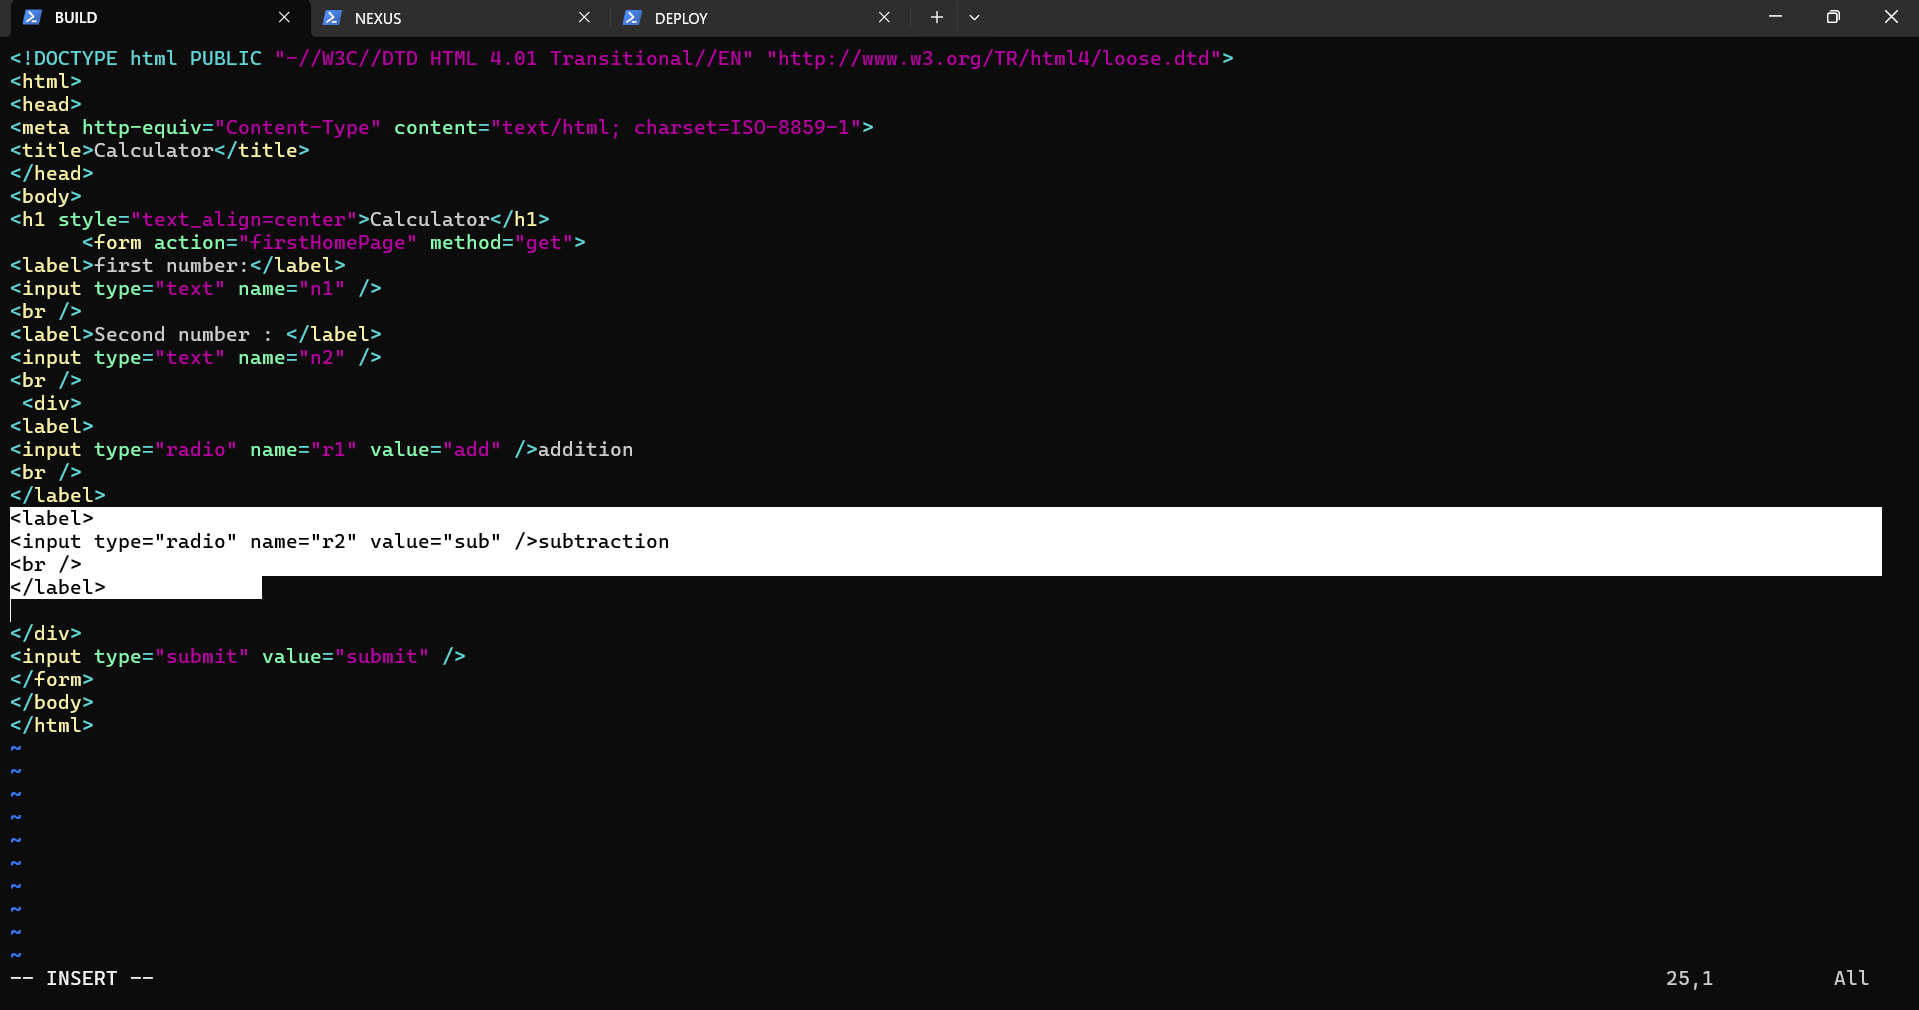 BUILD NEXUS DEPLOY
<!DOCTYPE html PUBLIC "-//W3C//DTD HTML 4.01 Transitional//EN" "http://www.w3.org/TR/html4/loose.dtd">
<html>
<head>
<meta http-equiv="Content-Type" content="text/html; charset=ISO-8859-1">
<title>Calculator</title>
</head>
<body>
<h1 style="text_align=center">Calculator</h1>
      <form action="firstHomePage" method="get">
<label>first number:</label>
<input type="text" name="n1" />
<br />
<label>Second number : </label>
<input type="text" name="n2" />
<br />
 <div>
<label>
<input type="radio" name="r1" value="add" />addition
<br />
</label>
<label>
<input type="radio" name="r2" value="sub" />subtraction
<br />
</label>
</div>
<input type="submit" value="submit" />
</form>
</body>
</html>
~
~
~
~
~
~
~
~
~
~
-- INSERT -- 25,1 All